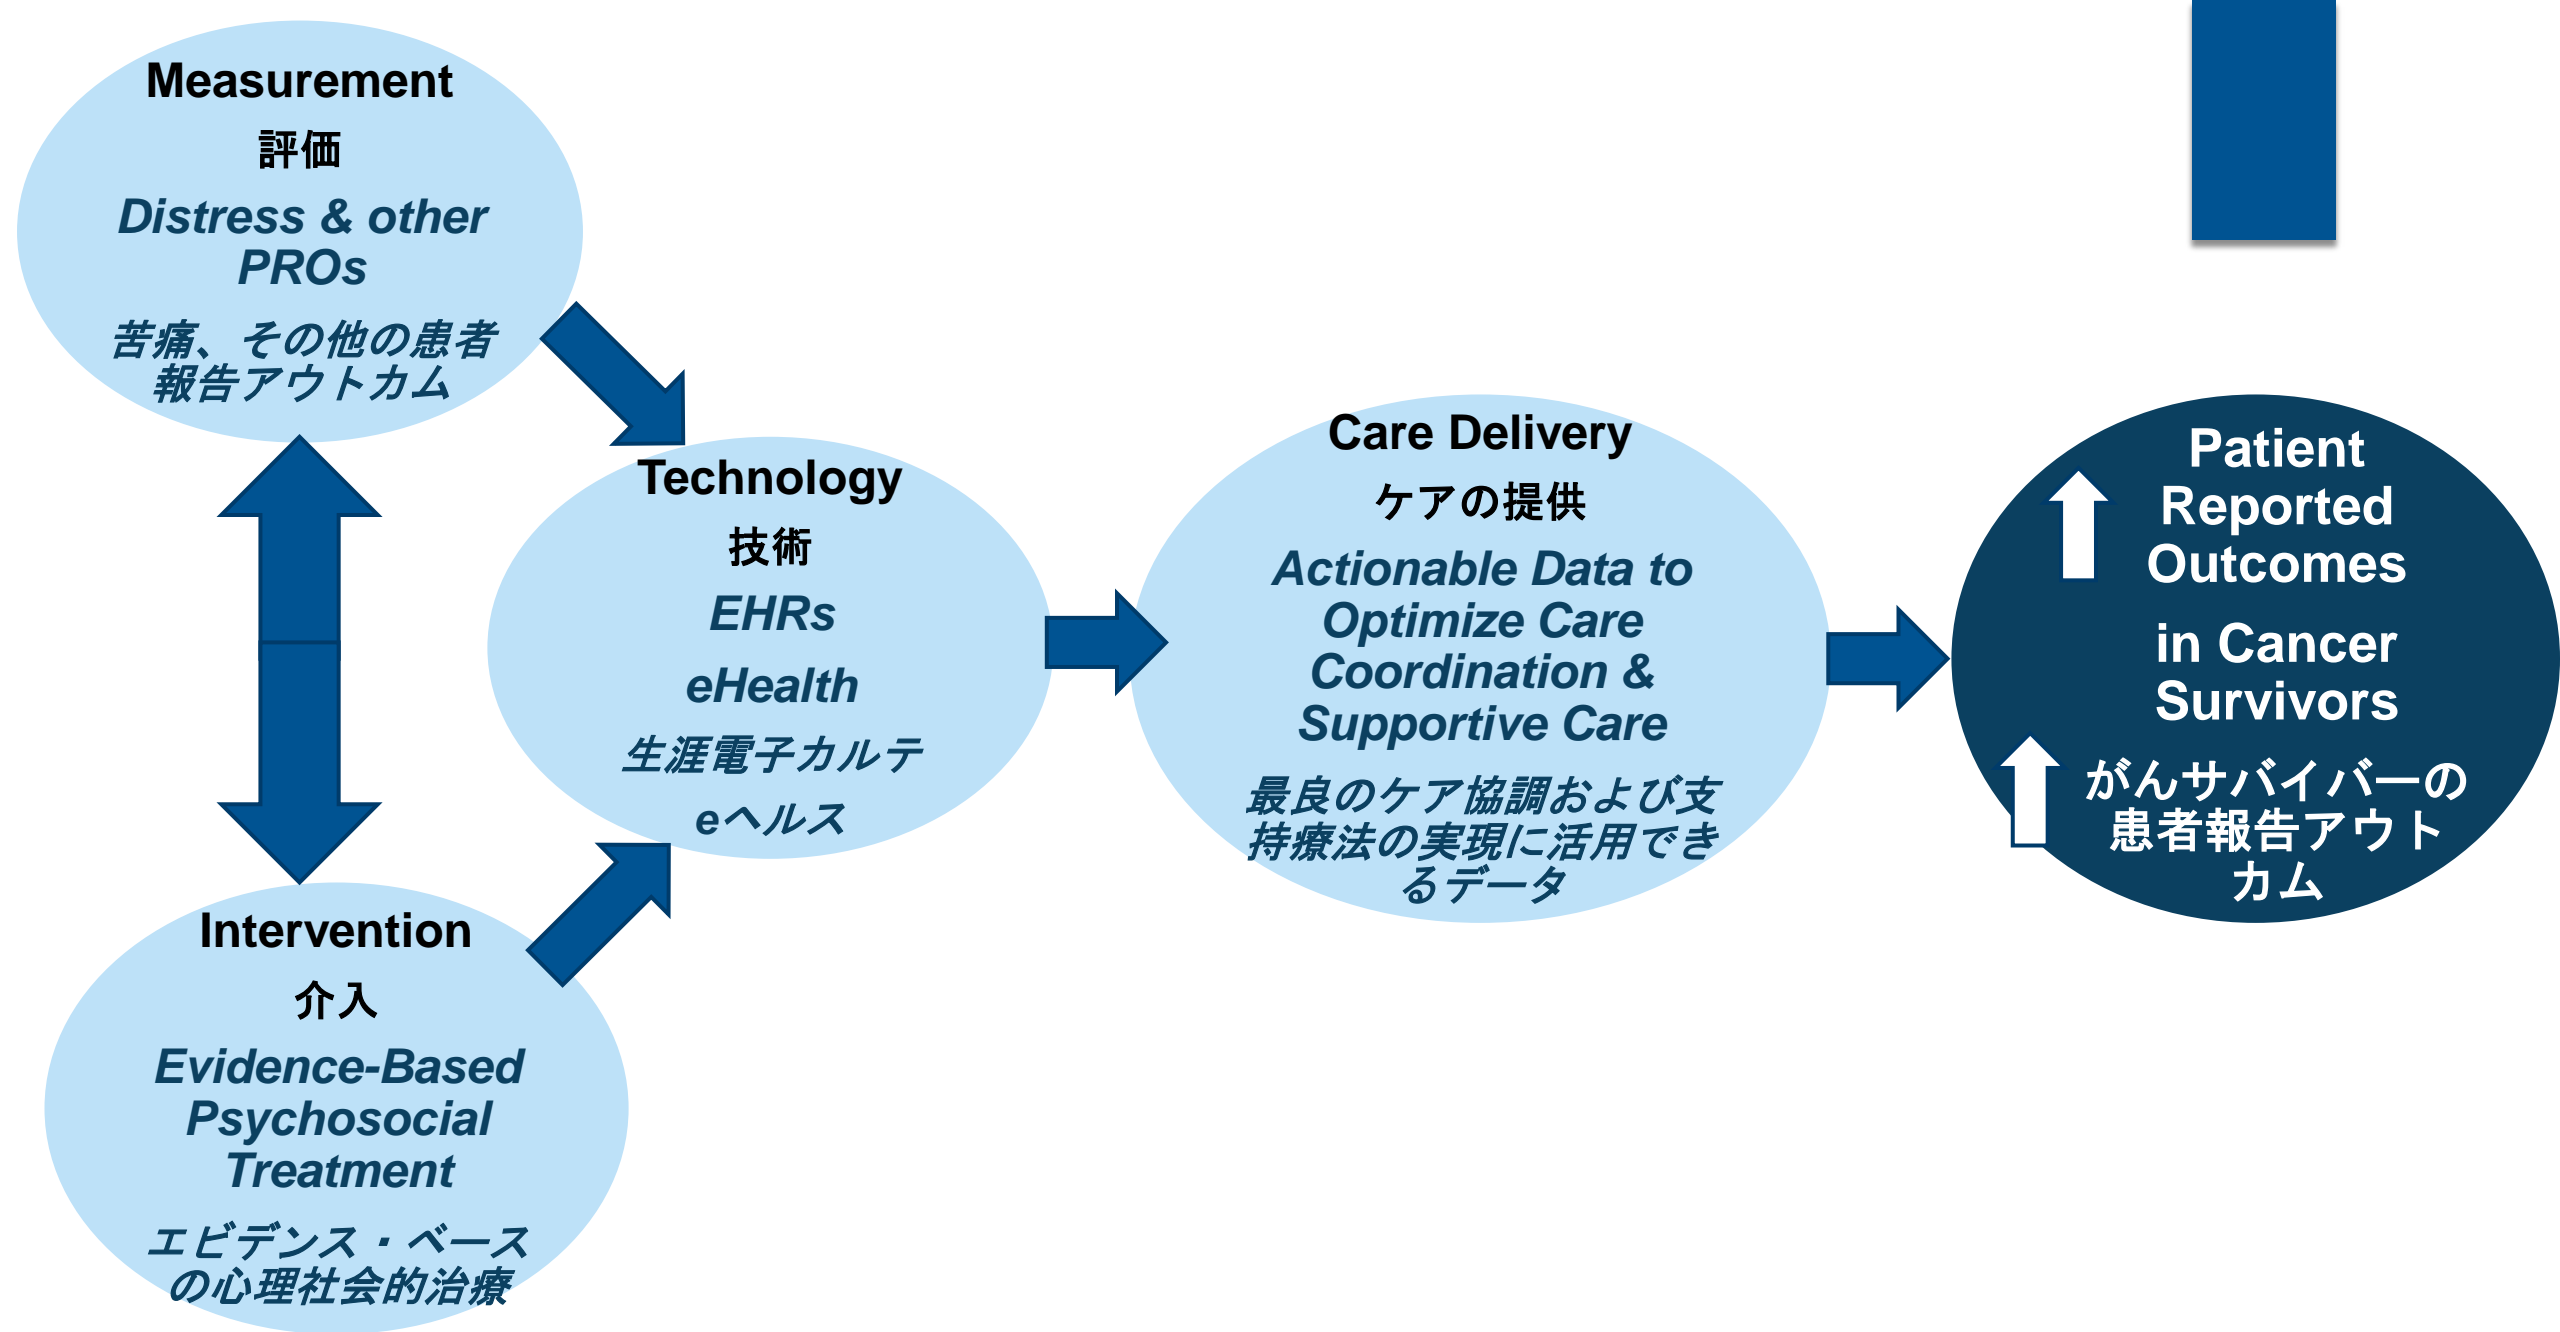 Measurement
評価
Distress & other
PROs
苦痛、その他の患者
報告アウトカム
Technology
技術
EHRs
eHealth
生涯電子カルテ
eヘルス
Intervention
介入
Evidence-Based
Psychosocial
Treatment
エビデンス・ベース
の心理社会的治療
Care Delivery
ケアの提供
Actionable Data to
Optimize Care
Coordination &
Supportive Care
最良のケア協調および支
持療法の実現に活用でき
るデータ
Patient
Reported
Outcomes
in Cancer
Survivors
がんサバイバーの
患者報告アウト
カム